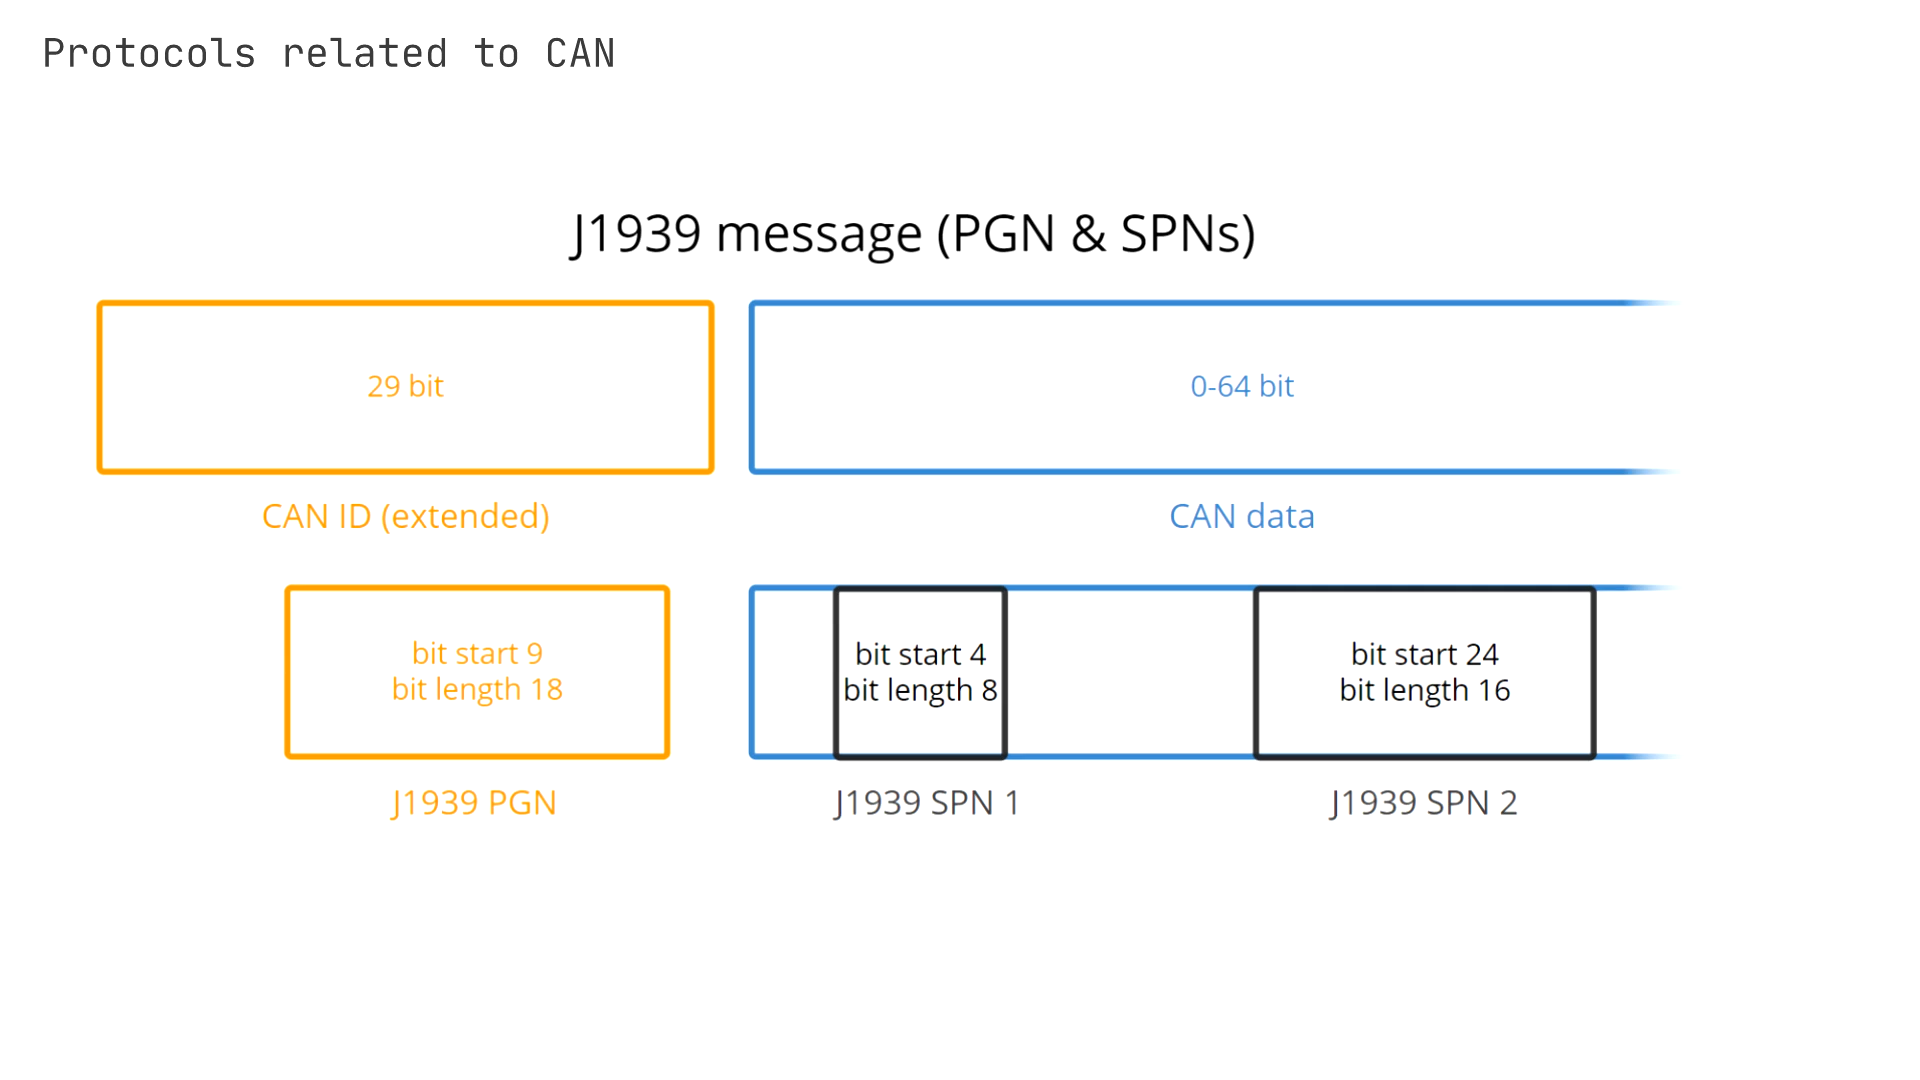 Protocols related to CAN
J1939 message (PGN & SPNs)
29 bit
0-64 bit
CAN ID (extended)
CAN data
bit start 9
bit length 18
bit start 4
bit length 8
bit start 24
bit length 16
J1939 PGN
J1939 SPN 1
J1939 SPN 2